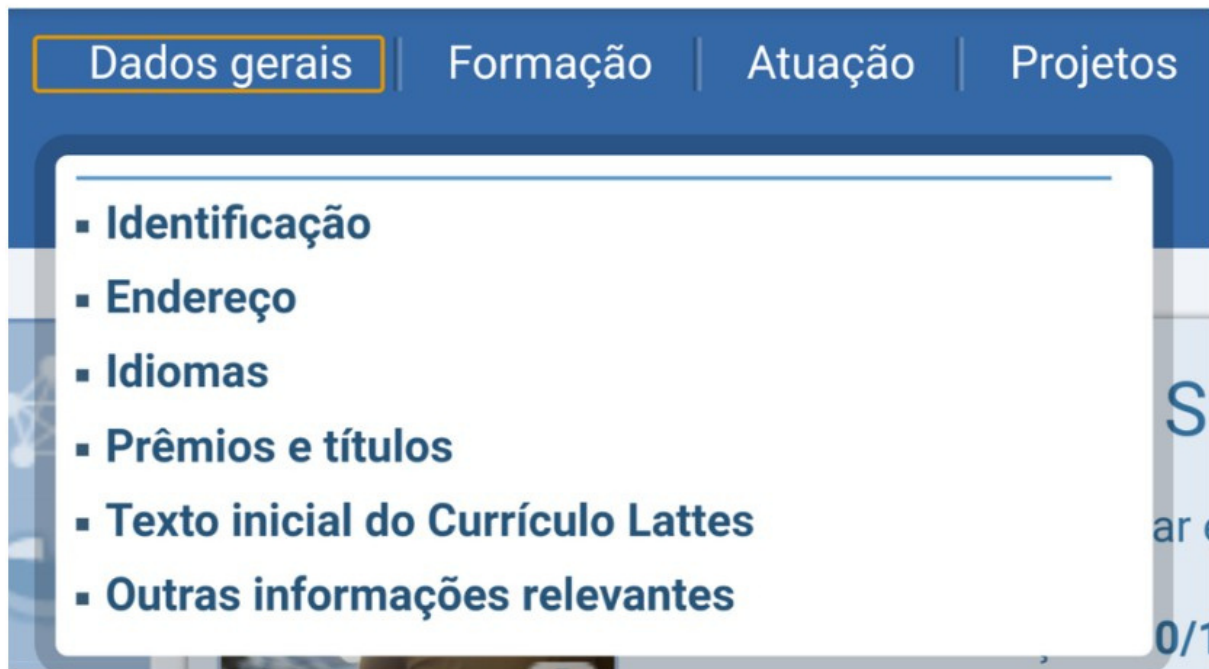 Dados gerais | Formação | Atuação | Projetos
▪ Identificação
▪ Endereço
▪ Idiomas
▪ Prêmios e títulos
▪ Texto inicial do Currículo Lattes
▪ Outras informações relevantes